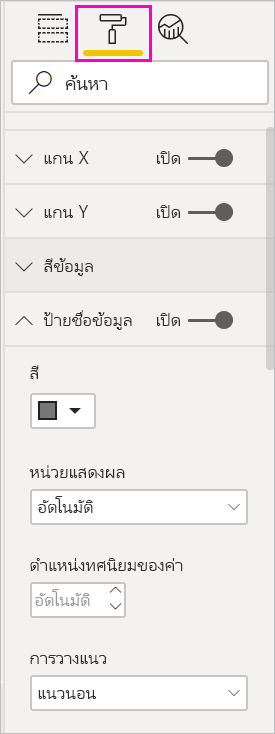 ค้นหา
แกน X เปิด
แกน Y เปิด
สีข้อมูล
ป้ายชื่อข้อมูล เปิด
สี
หน่วยแสดงผล
อัตโนมัติ
ตำแหน่งทศนิยมของค่า
อัตโนมัติ
การวางแนว
แนวนอน